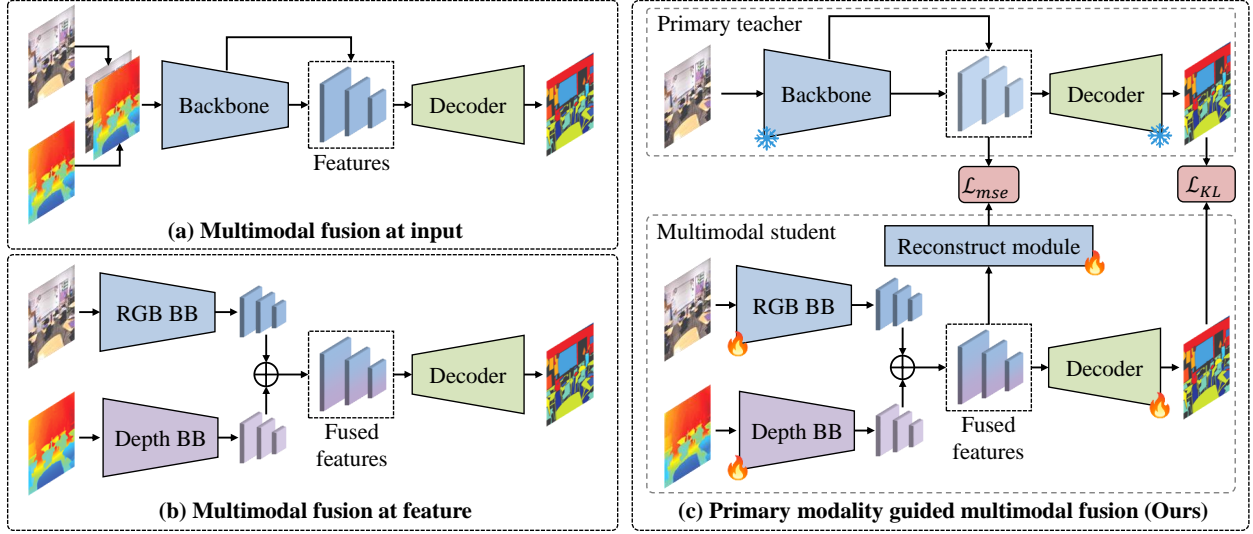 Backbone
Decoder
Features
(a) Multimodal fusion at input
RGB BB
Depth BB
Decoder
Fused
features
(b) Multimodal fusion at feature
Primary teacher
Backbone
Decoder
ℒmse
ℒKL
Multimodal student
Reconstruct module
RGB BB
Depth BB
Decoder
Fused
features
(c) Primary modality guided multimodal fusion (Ours)